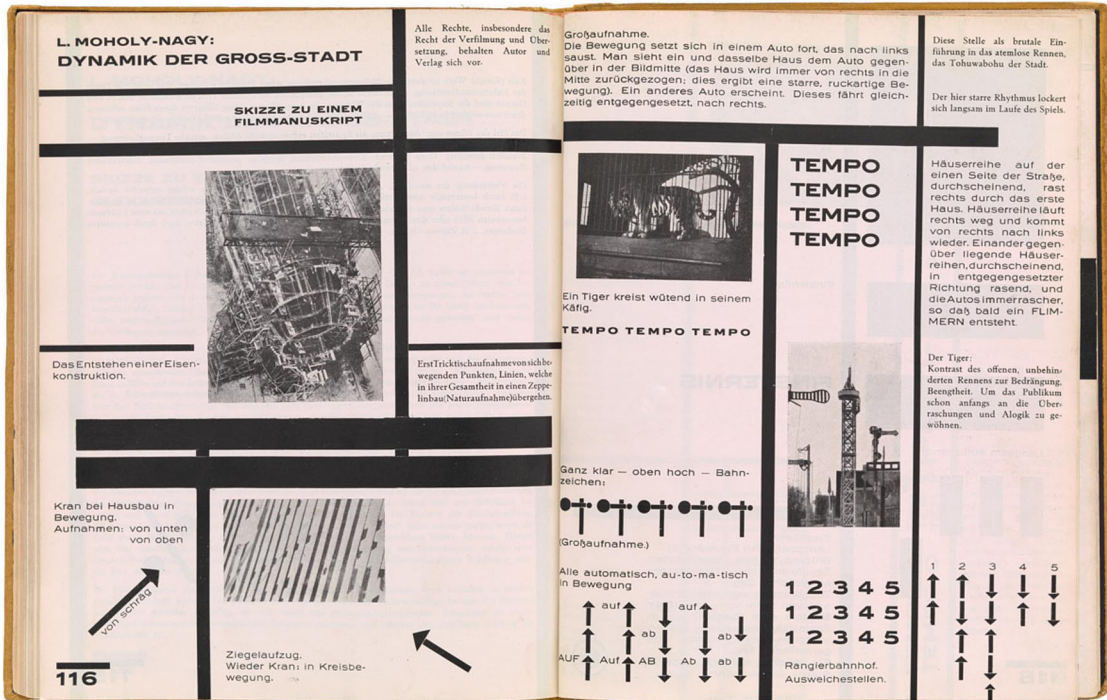 L. MOHOLY-NAGY:
DYNAMIK DER GROSS-STADT
SKIZZE ZU EINEM
FILMMANUSKRIPT
Alle Rechte, insbesondere das
Recht der Verfilmung und Über-
setzung, behalten Autor und
Verlag sich vor.
Das Entstehen einer Eisen-
konstruktion.
Erst Tricktischaufnahme von sich be-
wegenden Punkten, Linien, welche
in ihrer Gesamtheit in einen Zeppe-
linbau (Naturaufnahme) übergehen.
Kran bei Hausbau in
Bewegung.
Aufnahmen: von unten
von oben
von schräg
Ziegelaufzug.
Wieder Kran: in Kreisbe-
wegung.
116
Großaufnahme.
Die Bewegung setzt sich in einem Auto fort, das nach links
saust. Man sieht ein und dasselbe Haus dem Auto gegen-
über in der Bildmitte (das Haus wird immer von rechts in die
Mitte zurückgezogen; dies ergibt eine starre, ruckartige Be-
wegung). Ein anderes Auto erscheint. Dieses fährt gleich-
zeitig entgegengesetzt, nach rechts.
Ein Tiger kreist wütend in seinem
Käfig.
TEMPO TEMPO TEMPO
Ganz klar — oben hoch — Bahn-
zeichen:
(Großaufnahme.)
Alle automatisch, au-to-ma-tisch
in Bewegung
auf auf
ab ab
AUF Auf AB Ab ab
TEMPO
TEMPO
TEMPO
TEMPO
1 2 3 4 5
1 2 3 4 5
1 2 3 4 5
Rangierbahnhof.
Ausweichestellen.
Diese Stelle als brutale Ein-
führung in das atemlose Rennen,
das Tohuwabohu der Stadt.
Der hier starre Rhythmus lockert
sich langsam im Laufe des Spiels.
Häuserreihe auf der
einen Seite der Straße,
durchscheinend, rast
rechts durch das erste
Haus. Häuserreihe läuft
rechts weg und kommt
von rechts nach links
wieder. Einander gegen-
über liegende Häuser-
reihen, durchscheinend,
in entgegengesetzter
Richtung rasend, und
die Autos immer rascher,
so daß bald ein FLIM-
MERN entsteht.
Der Tiger:
Kontrast des offenen, unbehin-
derten Rennens zur Bedrängung,
Beengtheit. Um das Publikum
schon anfangs an die Über-
raschungen und Alogik zu ge-
wöhnen.
1 2 3 4 5